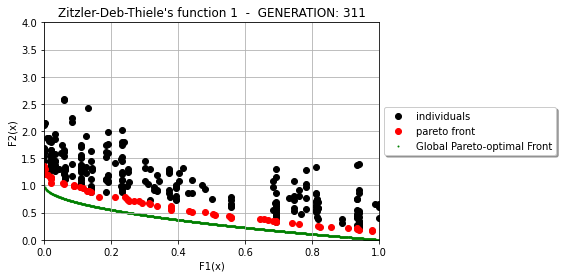 Zitzler-Deb-Thiele's function 1 - GENERATION: 311
4.0
3.5
3.0
2.5
2.0
1.5
1.0
0.5
0.0
F2(x)
0.0 0.2 0.4 0.6 0.8 1.0
F1(x)
individuals
pareto front
Global Pareto-optimal Front